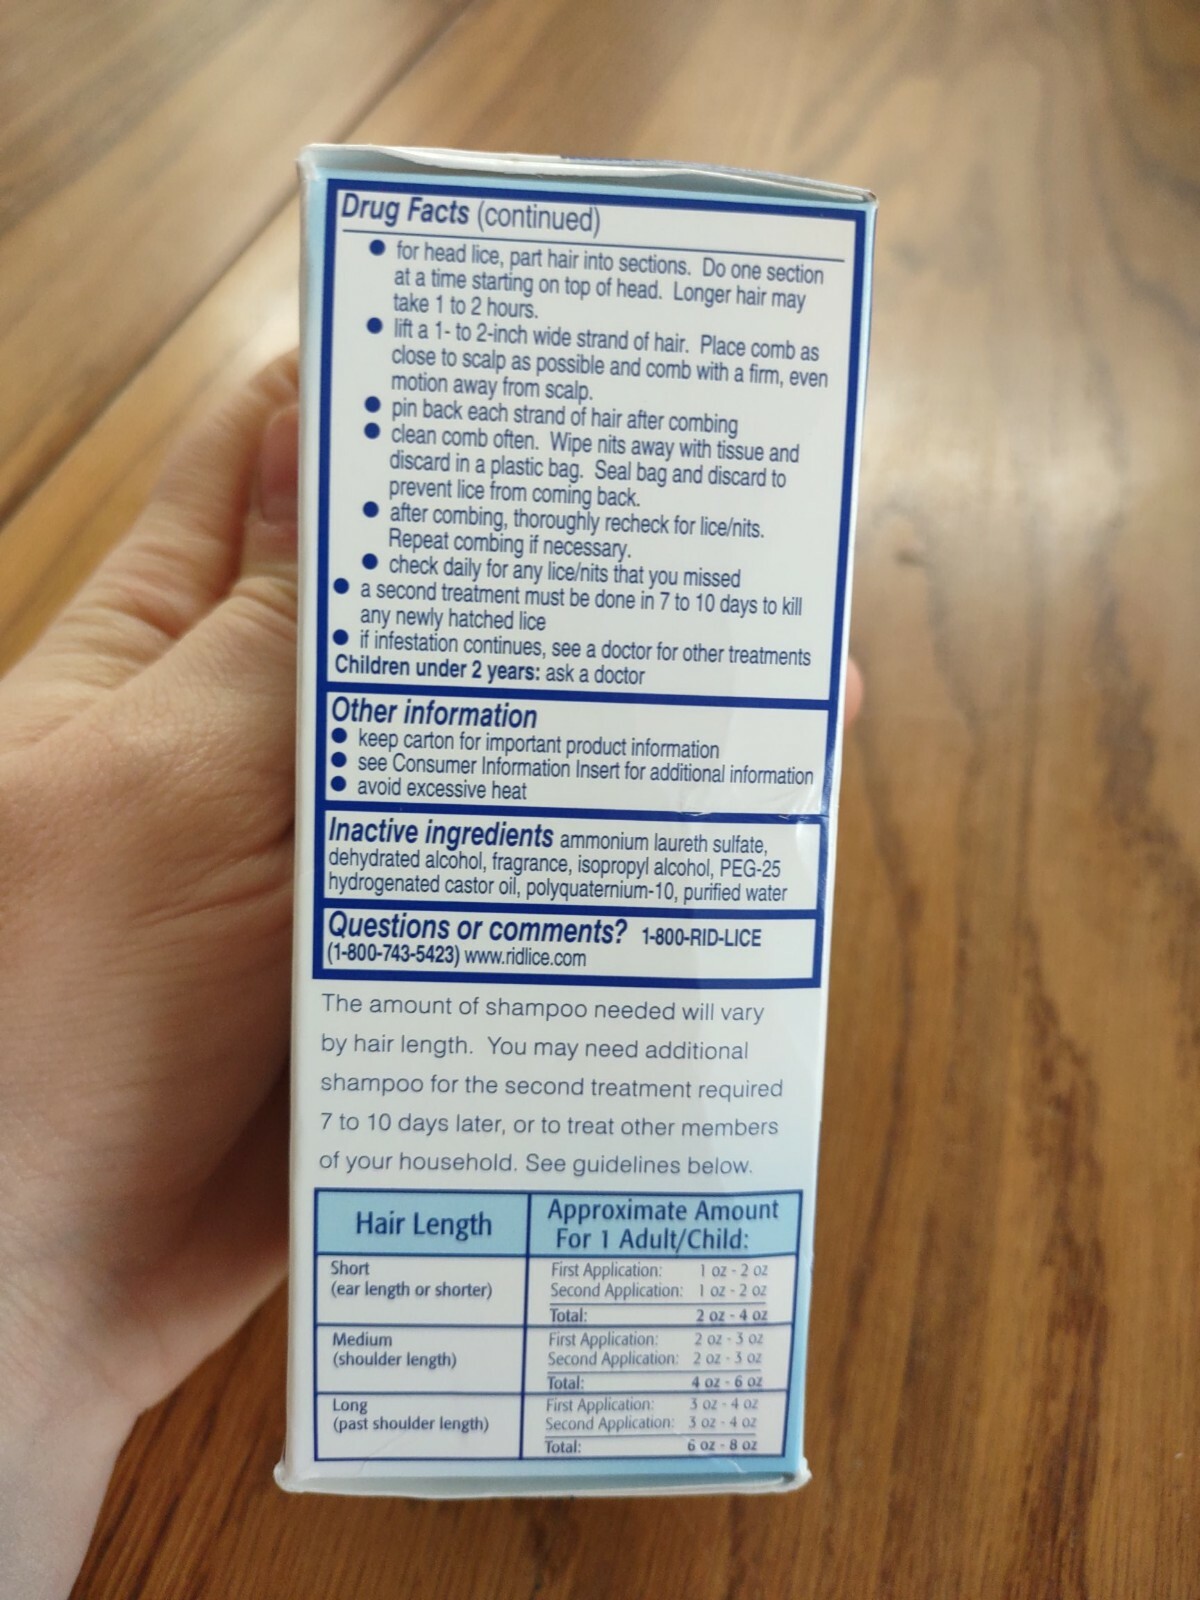 Drug Facts (continued)
● for head lice, part hair into sections. Do one section
at a time starting on top of head. Longer hair may
take 1 to 2 hours.
● lift a 1- to 2-inch wide strand of hair. Place comb as
close to scalp as possible and comb with a firm, even
motion away from scalp.
● pin back each strand of hair after combing
● clean comb often. Wipe nits away with tissue and
discard in a plastic bag. Seal bag and discard to
prevent lice from coming back.
● after combing, thoroughly recheck for lice/nits.
Repeat combing if necessary.
● check daily for any lice/nits that you missed
● a second treatment must be done in 7 to 10 days to kill
any newly hatched lice
● if infestation continues, see a doctor for other treatments
Children under 2 years: ask a doctor
Other information
● keep carton for important product information
● see Consumer Information Insert for additional information
● avoid excessive heat
Inactive ingredients ammonium laureth sulfate,
dehydrated alcohol, fragrance, isopropyl alcohol, PEG-25
hydrogenated castor oil, polyquaternium-10, purified water
Questions or comments? 1-800-RID-LICE
(1-800-743-5423) www.ridlice.com
The amount of shampoo needed will vary
by hair length. You may need additional
shampoo for the second treatment required
7 to 10 days later, or to treat other members
of your household. See guidelines below.
Hair Length
Approximate Amount
For 1 Adult/Child:
Short
(ear length or shorter)
First Application: 1 oz - 2 oz
Second Application: 1 oz - 2 oz
Total: 2 oz - 4 oz
Medium
(shoulder length)
First Application: 2 oz - 3 oz
Second Application: 2 oz - 3 oz
Total: 4 oz - 6 oz
Long
(past shoulder length)
First Application: 3 oz - 4 oz
Second Application: 3 oz - 4 oz
Total: 6 oz - 8 oz